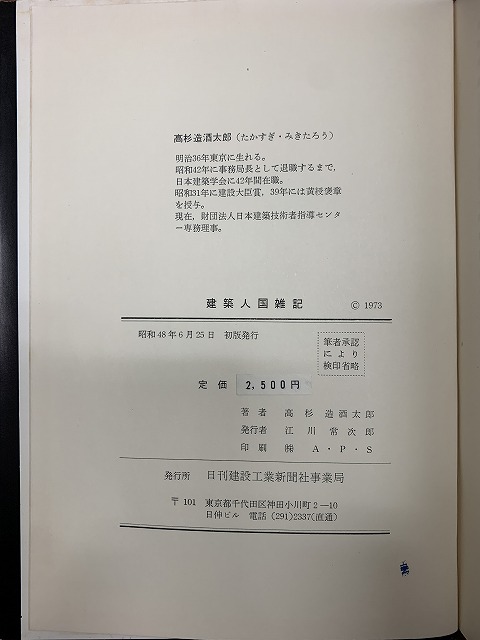 高杉造酒太郎(たかすぎ・みきたろう)
明治36年東京に生れる。
昭和42年に事務局長として退職するまで,
日本建築学会に42年間在職。
昭和31年に建設大臣賞,39年には黄綬褒章
を授与。
現在,財団法人日本建築技術者指導センタ
ー専務理事。
建築人国雑記 © 1973
昭和48年6月25日 初版発行
筆者承認
により
検印省略
定価 2,500円
著者 高杉造酒太郎
発行者 江川常次郎
印刷 ㈱ A・P・S
発行所 日刊建設工業新聞社事業局
〒101 東京都千代田区神田小川町2―10
日伸ビル 電話 (291)2337(直通)